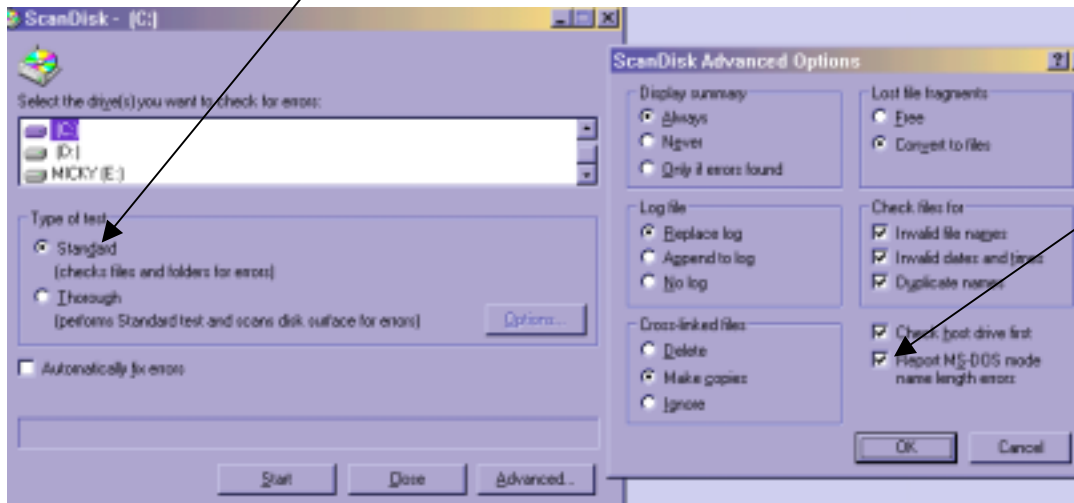 ScanDisk - (C:)
Select the drive(s) you want to check for errors:
(C:)
(D:)
MICKY (E:)
Type of test
Standard
(checks files and folders for errors)
Thorough
(performs Standard test and scans disk surface for errors)
Options...
Automatically fix errors
Start
Close
Advanced...
ScanDisk Advanced Options
Display summary
Always
Never
Only if errors found
Lost file fragments
Free
Convert to files
Log file
Replace log
Append to log
No log
Check files for
Invalid file names
Invalid dates and times
Duplicate names
Cross-linked files
Delete
Make copies
Ignore
Check host drive first
Report MS-DOS mode
name length errors
OK
Cancel